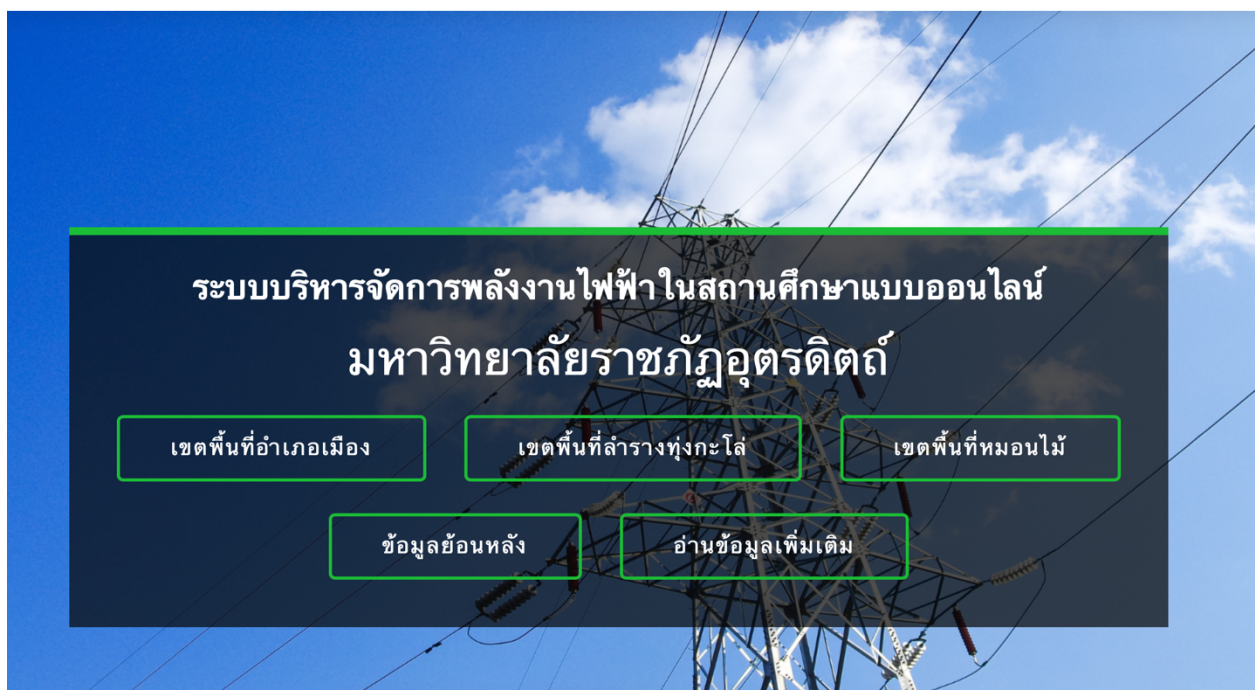 ระบบบริหารจัดการพลังงานไฟฟ้าในสถานศึกษาแบบออนไลน์
มหาวิทยาลัยราชภัฏอุตรดิตถ์
เขตพื้นที่อำเภอเมือง
เขตพื้นที่ลำรางทุ่งกะโล่
เขตพื้นที่หมอนไม้
ข้อมูลย้อนหลัง
อ่านข้อมูลเพิ่มเติม